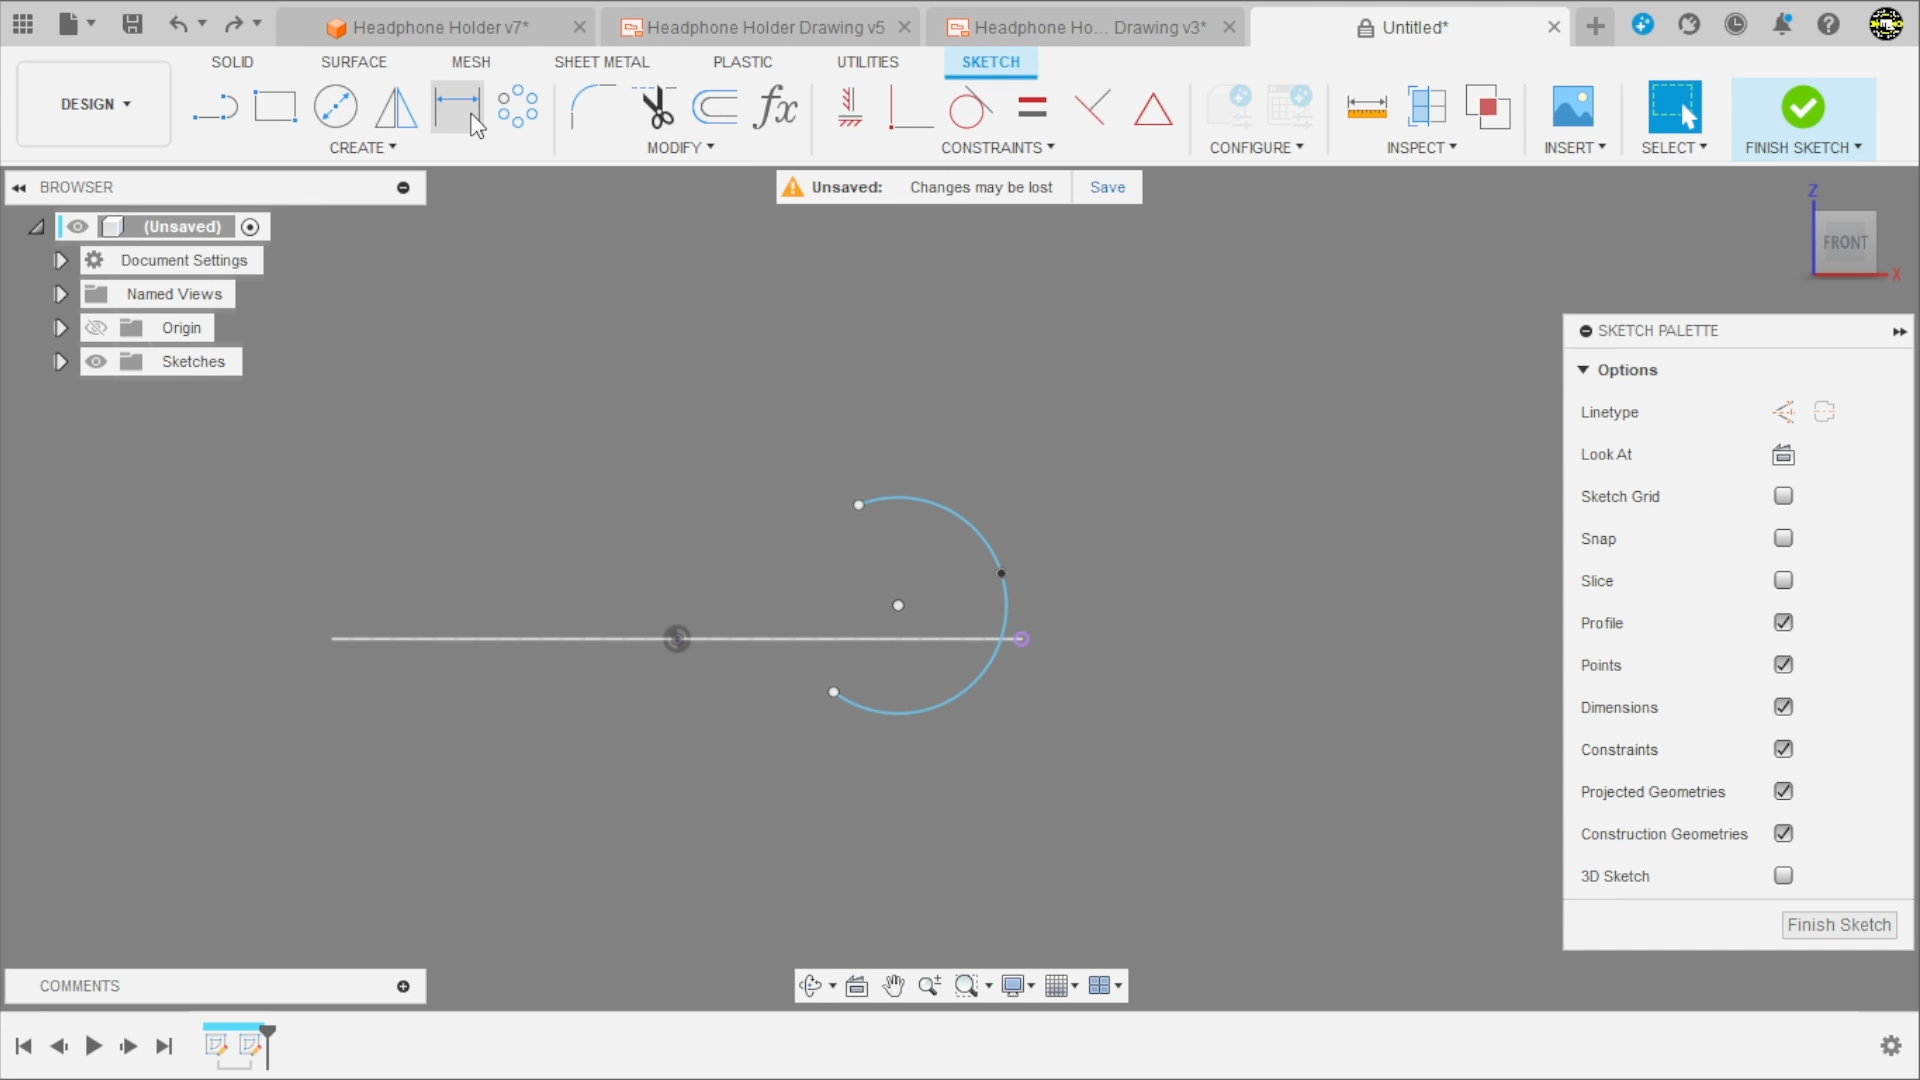 Headphone Holder v7*
Headphone Holder Drawing v5
Headphone Ho... Drawing v3*
Untitled*
SOLID
SURFACE
MESH
SHEET METAL
PLASTIC
UTILITIES
SKETCH
DESIGN
fx
CREATE
MODIFY
CONSTRAINTS
CONFIGURE
INSPECT
INSERT
SELECT
FINISH SKETCH
BROWSER
Unsaved: Changes may be lost
Save
(Unsaved)
Document Settings
Named Views
Origin
Sketches
Z
FRONT
X
SKETCH PALETTE
Options
Linetype
Look At
Sketch Grid
Snap
Slice
Profile
Points
Dimensions
Constraints
Projected Geometries
Construction Geometries
3D Sketch
Finish Sketch
COMMENTS